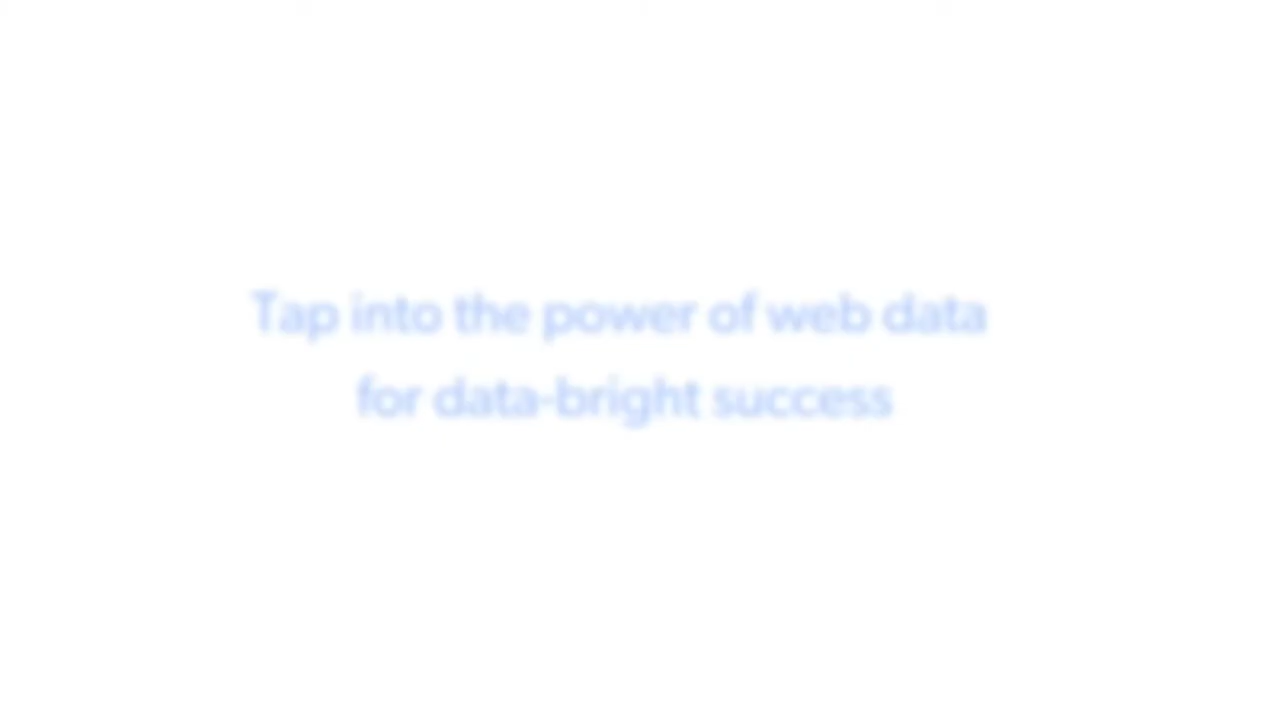 Tap into the power of web data
for data-bright success